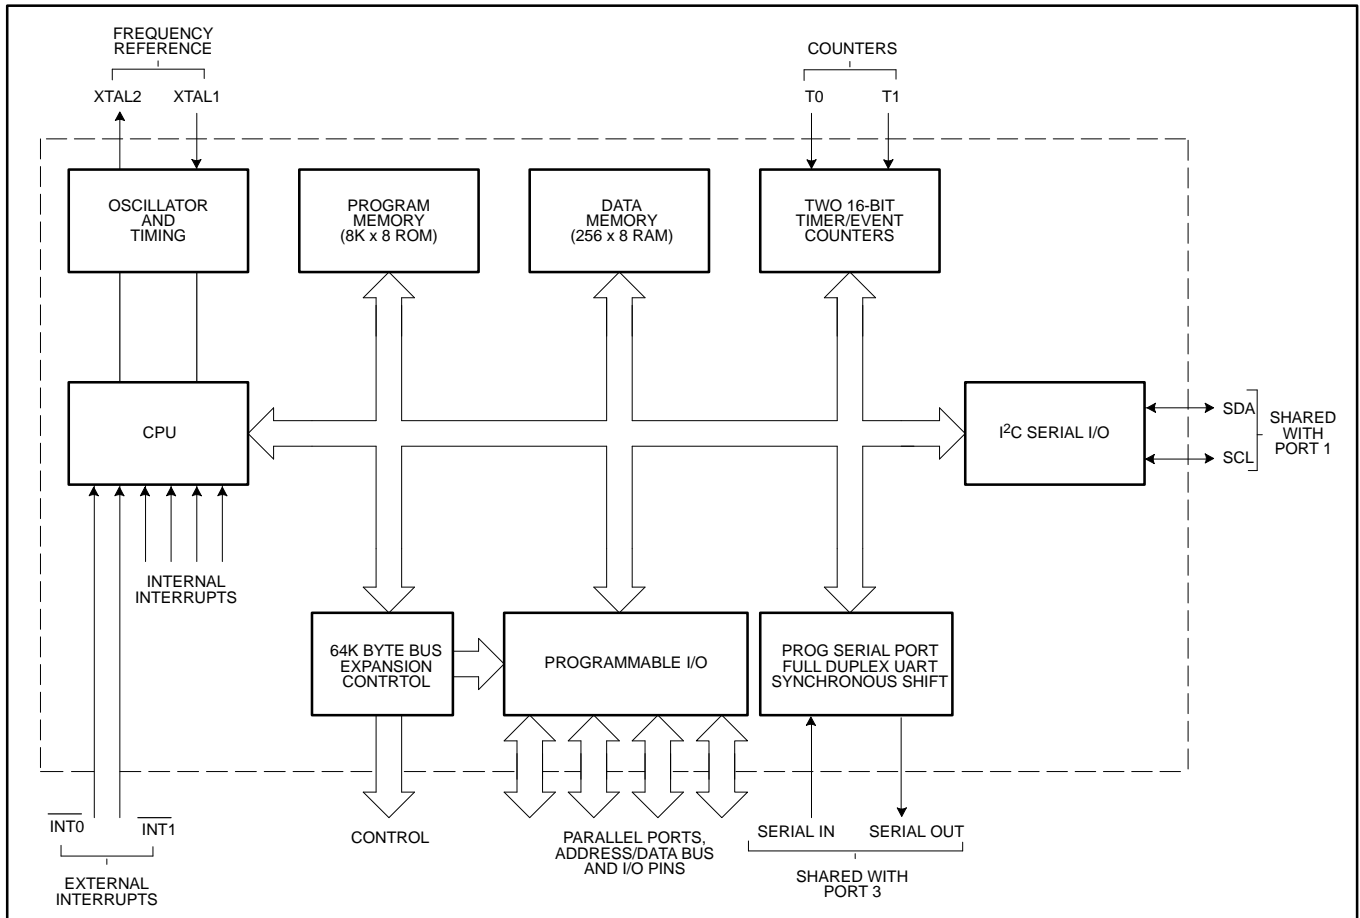 FREQUENCY
REFERENCE
COUNTERS
XTAL2
XTAL1
T0
T1
OSCILLATOR
AND
TIMING
PROGRAM
MEMORY
(8K x 8 ROM)
DATA
MEMORY
(256 x 8 RAM)
TWO 16-BIT
TIMER/EVENT
COUNTERS
CPU
I²C SERIAL I/O
SDA
SCL
SHARED
WITH
PORT 1
INTERNAL
INTERRUPTS
64K BYTE BUS
EXPANSION
CONTRTOL
PROGRAMMABLE I/O
PROG SERIAL PORT
FULL DUPLEX UART
SYNCHRONOUS SHIFT
INT0
INT1
EXTERNAL
INTERRUPTS
CONTROL
PARALLEL PORTS,
ADDRESS/DATA BUS
AND I/O PINS
SERIAL IN
SERIAL OUT
SHARED WITH
PORT 3